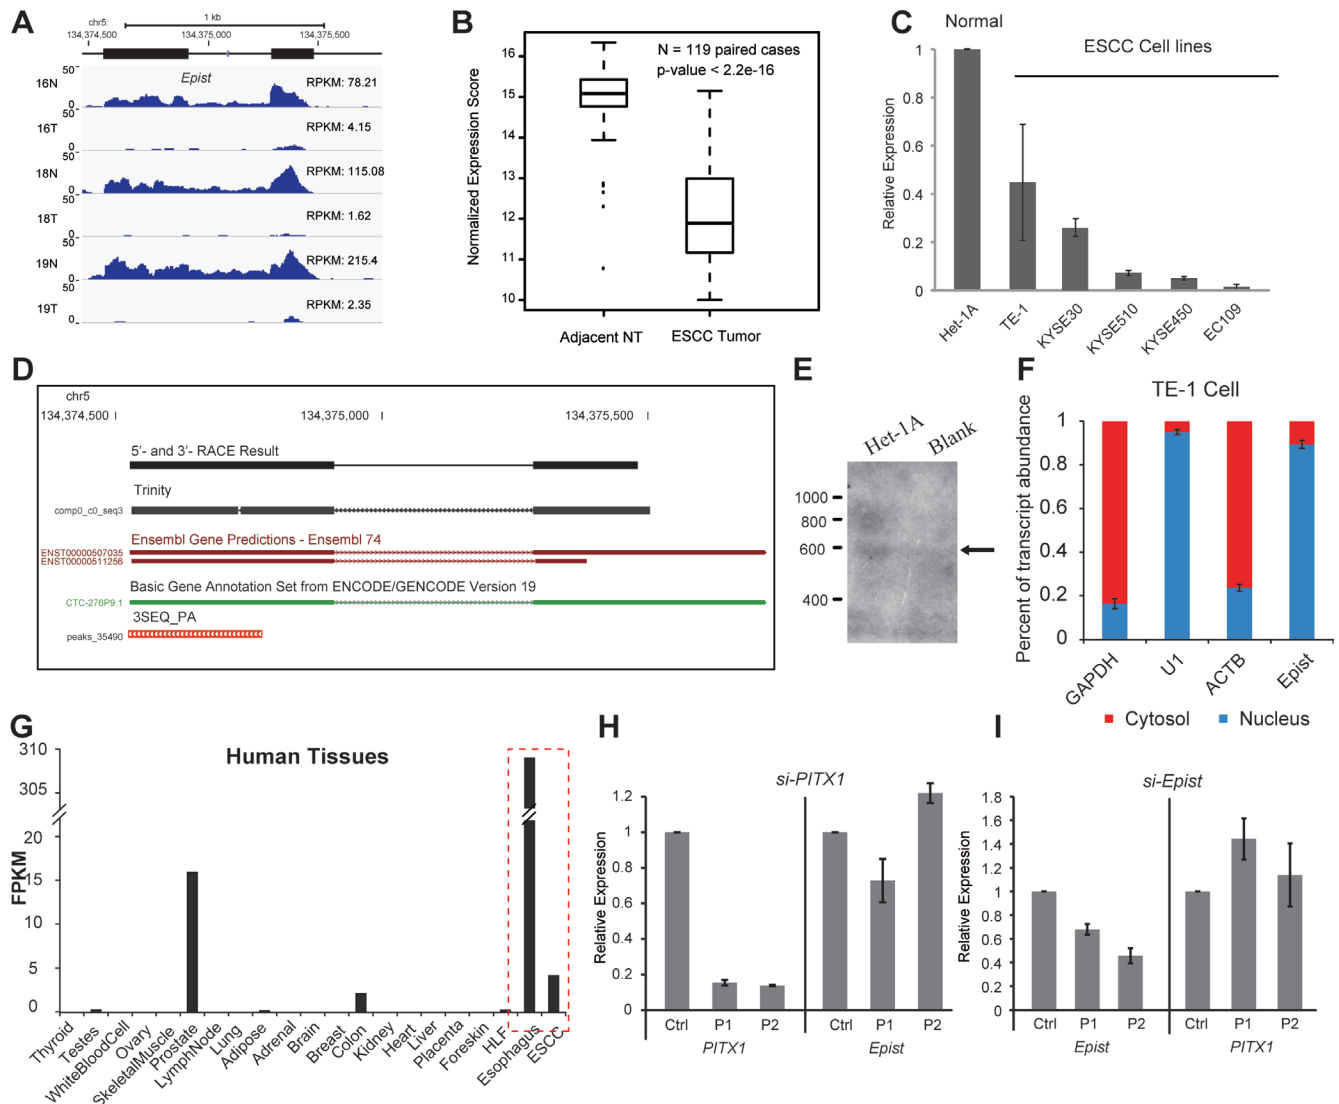 A
1 kb
chr5:
134,374,500 134,375,000 134,375,500
Epist
16N 50 0 RPKM: 78.21
16T 50 0 RPKM: 4.15
18N 50 0 RPKM: 115.08
18T 50 0 RPKM: 1.62
19N 50 0 RPKM: 215.4
19T 50 0 RPKM: 2.35
B
N = 119 paired cases
p-value < 2.2e-16
Normalized Expression Score
16
15
14
13
12
11
10
Adjacent NT ESCC Tumor
C
Normal
ESCC Cell lines
Relative Expression
1
0.8
0.6
0.4
0.2
0
Het-1A TE-1 KYSE30 KYSE510 KYSE450 EC109
D
chr5
134,374,500 134,375,000 134,375,500
5'- and 3'- RACE Result
Trinity
comp0_c0_seq3
Ensembl Gene Predictions - Ensembl 74
ENST00000507035
ENST00000511256
Basic Gene Annotation Set from ENCODE/GENCODE Version 19
CTC-276P9.1
3SEQ_PA
peaks_35490
E
Het-1A Blank
1000
800
600
400
F
TE-1 Cell
Percent of transcript abundance
1
0.8
0.6
0.4
0.2
0
GAPDH U1 ACTB Epist
Cytosol Nucleus
G
Human Tissues
FPKM
310
305
20
15
10
5
0
Thyroid Testes WhiteBloodCell Ovary SkeletalMuscle Prostate LymphNode Lung Adipose Adrenal Brain Breast Colon Kidney Heart Liver Placenta Foreskin HLF Esophagus ESCC
H
si-PITX1
Relative Expression
1.2
1
0.8
0.6
0.4
0.2
0
Ctrl P1 P2 Ctrl P1 P2
PITX1 Epist
I
si-Epist
Relative Expression
1.8
1.6
1.4
1.2
1
0.8
0.6
0.4
0.2
0
Ctrl P1 P2 Ctrl P1 P2
Epist PITX1